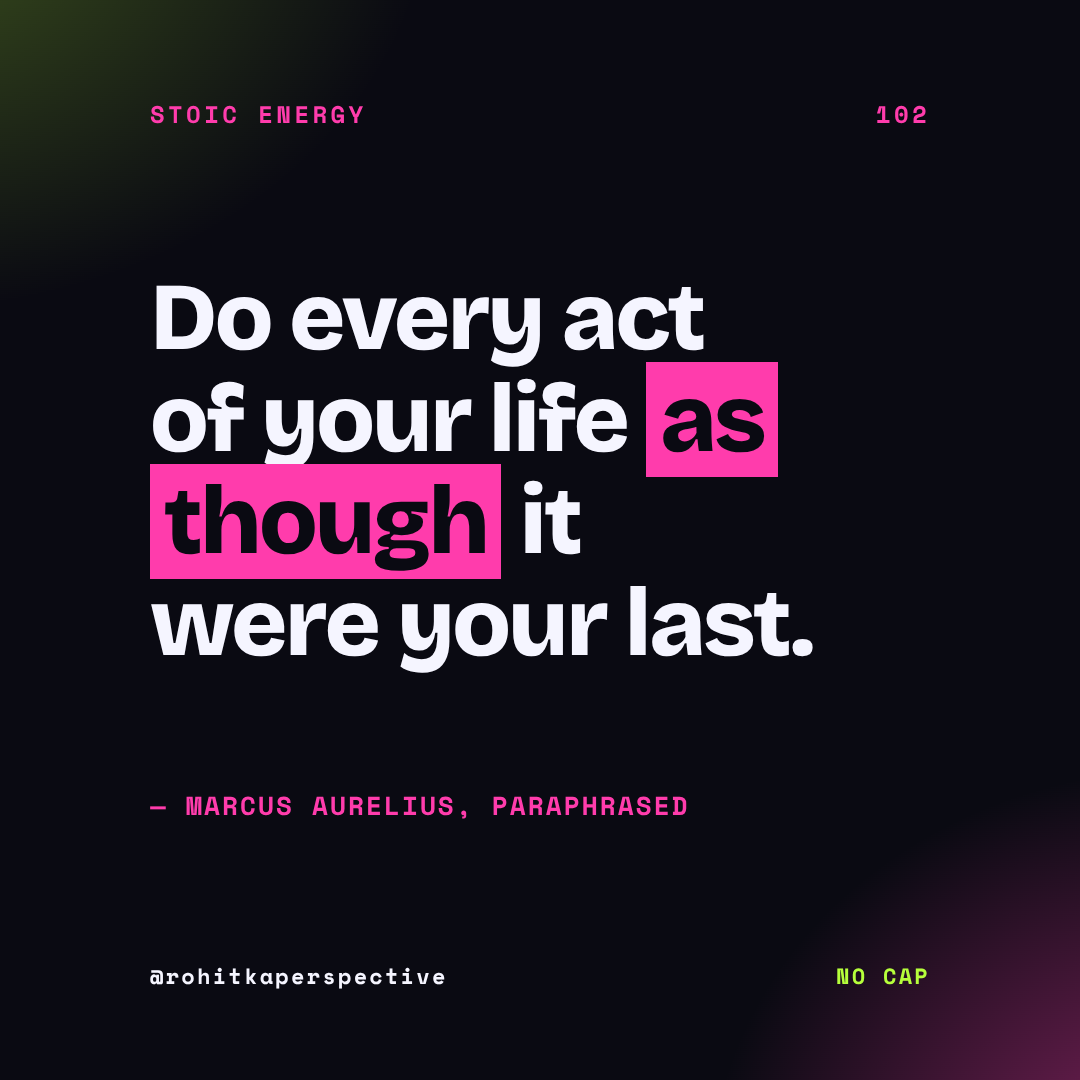 STOIC ENERGY
102
Do every act
of your life as
though it
were your last.
— MARCUS AURELIUS, PARAPHRASED
@rohitkaperspective
NO CAP